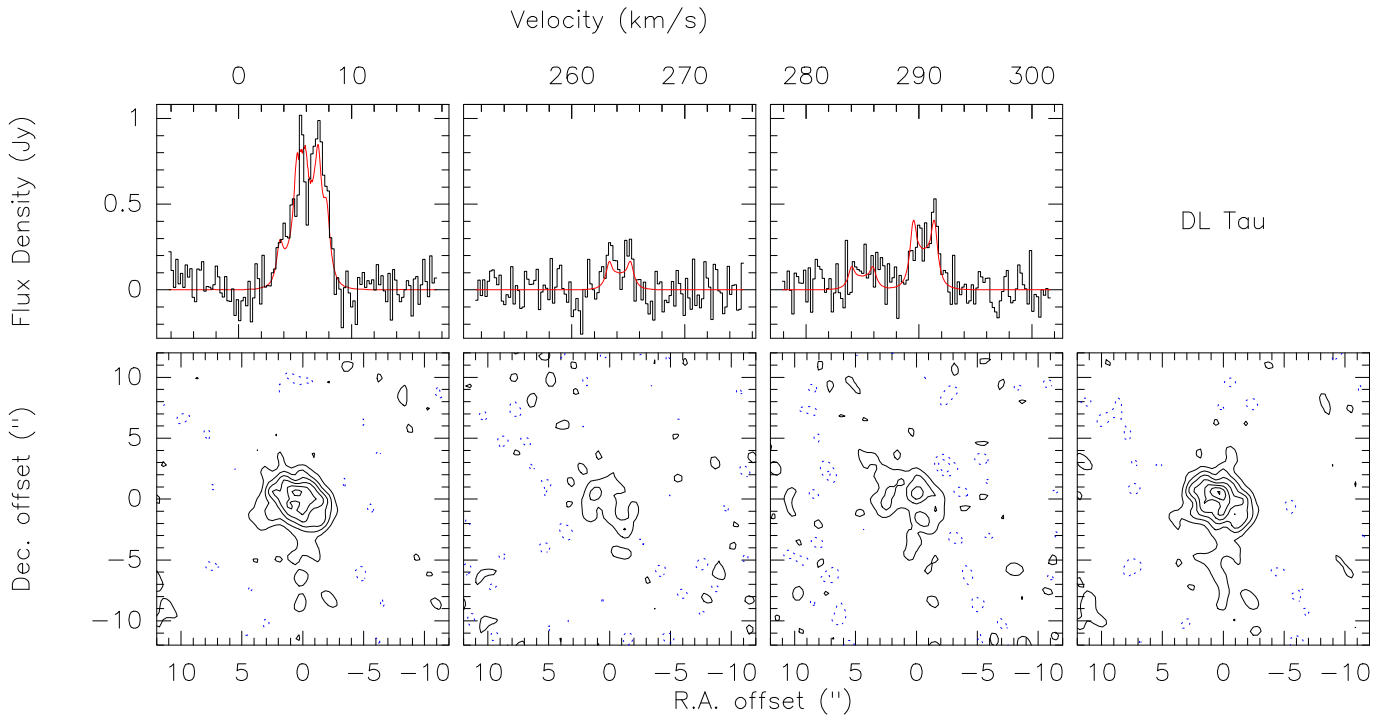 Velocity (km/s)
0 10 260 270 280 290 300
Flux Density (Jy)
1
0.5
0
DL Tau
Dec. offset (")
10
5
0
−5
−10
10 5 0 −5 −10 10 5 0 −5 −10 10 5 0 −5 −10 10 5 0 −5 −10
R.A. offset (")